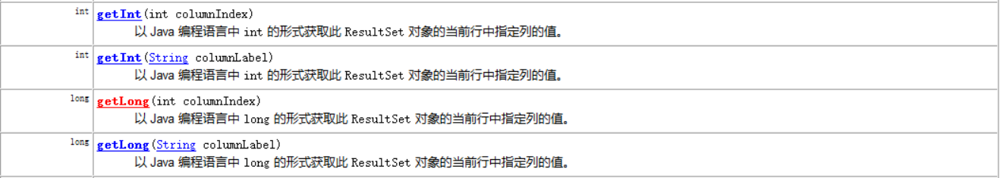 int getInt(int columnIndex)
以 Java 编程语言中 int 的形式获取此 ResultSet 对象的当前行中指定列的值。
int getInt(String columnLabel)
以 Java 编程语言中 int 的形式获取此 ResultSet 对象的当前行中指定列的值。
long getLong(int columnIndex)
以 Java 编程语言中 long 的形式获取此 ResultSet 对象的当前行中指定列的值。
long getLong(String columnLabel)
以 Java 编程语言中 long 的形式获取此 ResultSet 对象的当前行中指定列的值。